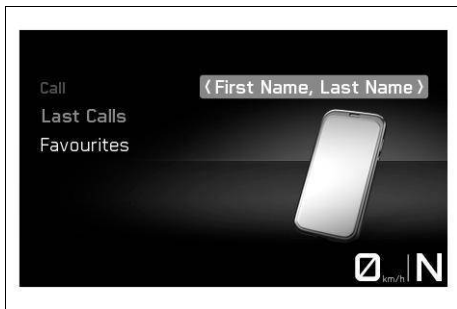 Call
⟨First Name, Last Name⟩
Last Calls
Favourites
0 km/h N